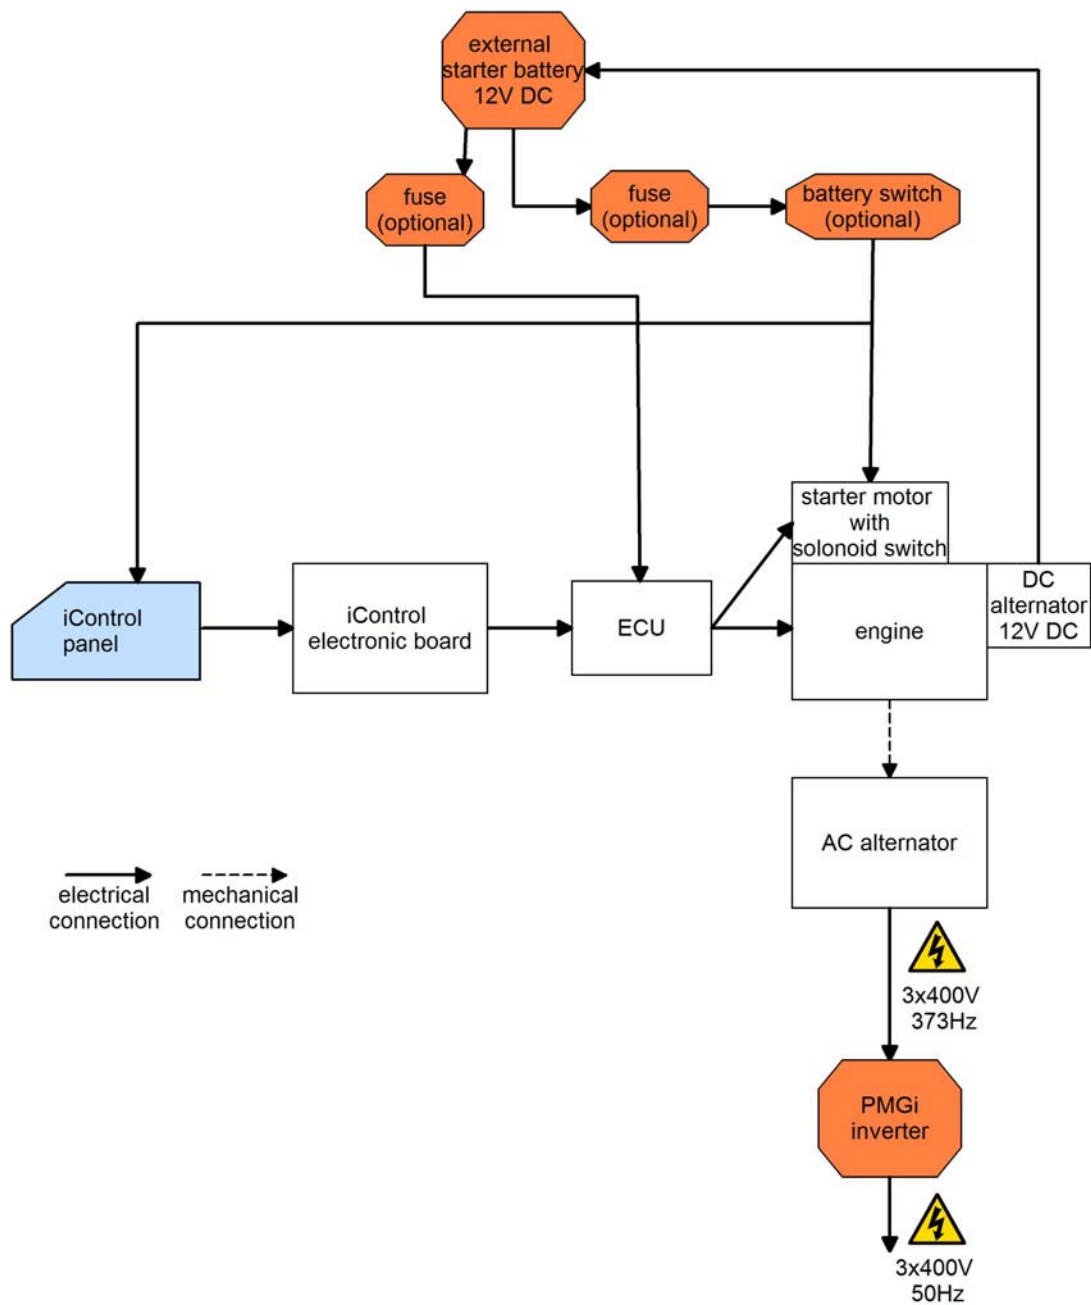 external
starter battery
12V DC
fuse
(optional)
fuse
(optional)
battery switch
(optional)
starter motor
with
solonoid switch
iControl
panel
iControl
electronic board
ECU
engine
DC
alternator
12V DC
AC alternator
electrical
connection
mechanical
connection
3x400V
373Hz
PMGi
inverter
3x400V
50Hz